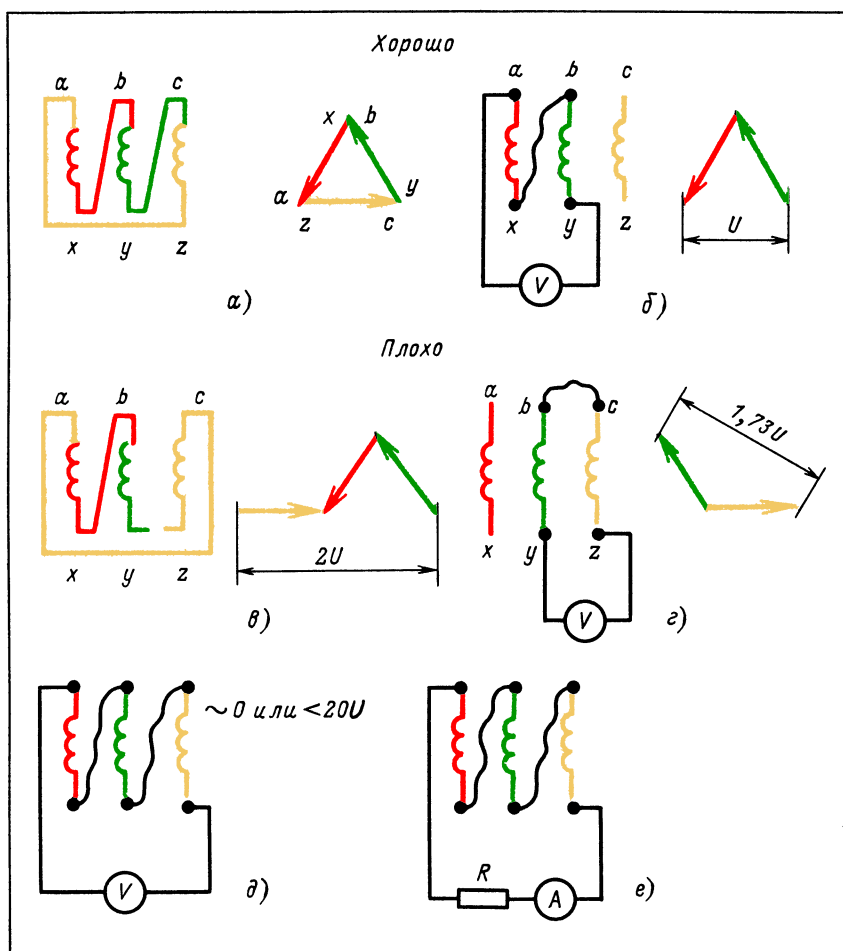 Хорошо
a b c
x y z
x b
a y
z c
а)
a b c
x y z
V
U
б)
Плохо
a b c
x y z
2U
в)
a
b c
x y z
V
1,73U
г)
~0 или <20U
V
д)
R
A
е)